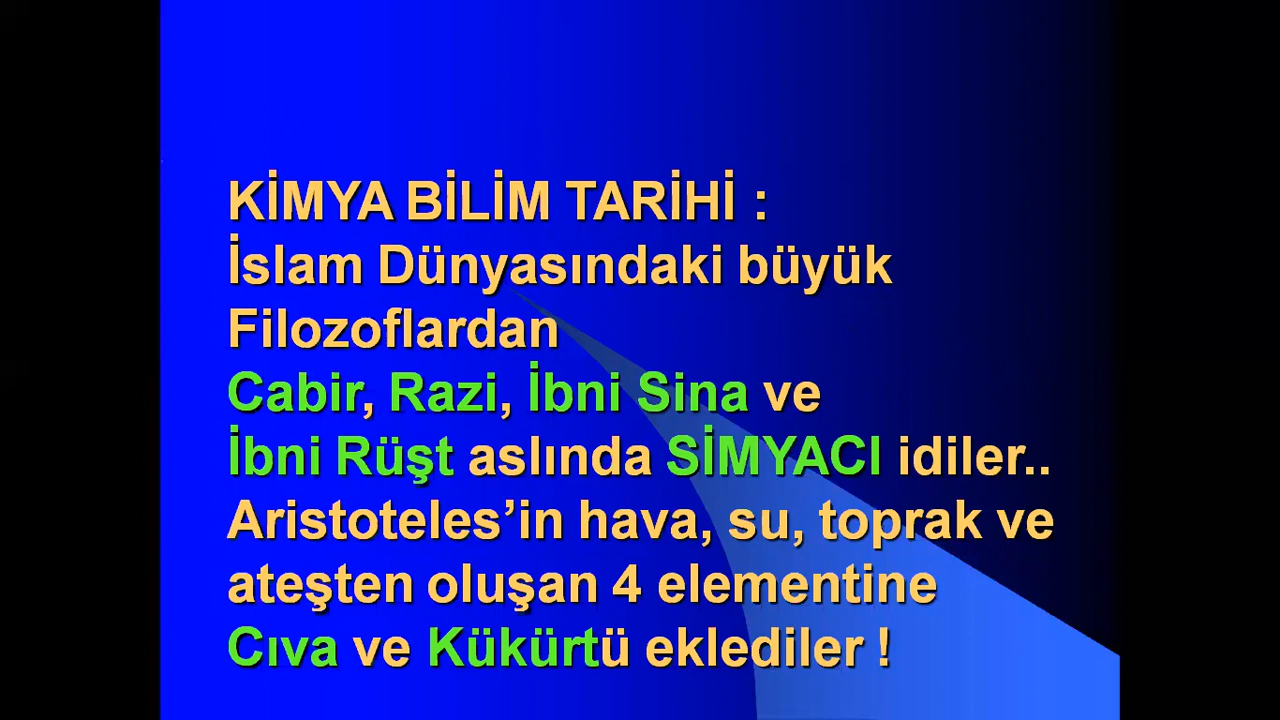 KİMYA BİLİM TARİHİ :
İslam Dünyasındaki büyük
Filozoflardan
Cabir, Razi, İbni Sina ve
İbni Rüşt aslında SİMYACI idiler..
Aristoteles’in hava, su, toprak ve
ateşten oluşan 4 elementine
Cıva ve Kükürtü eklediler !